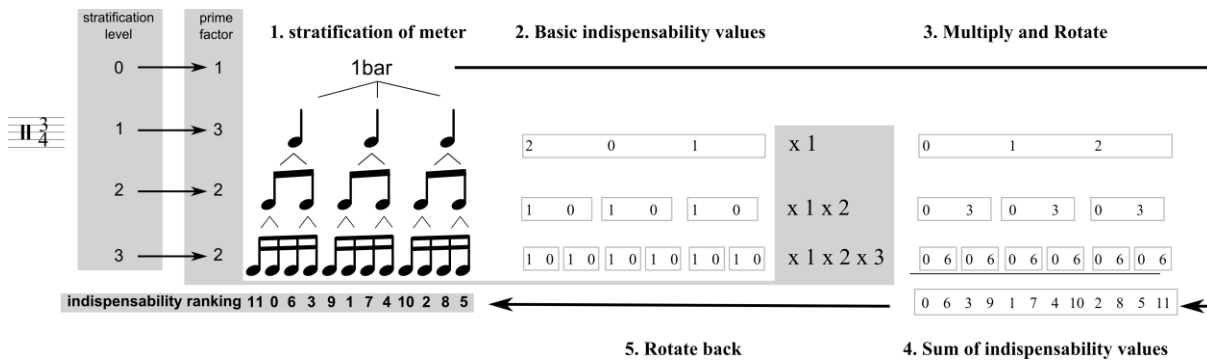 stratification level
prime factor
1. stratification of meter
2. Basic indispensability values
3. Multiply and Rotate
0 1 1bar
3
4
1 3 2 0 1 x 1 0 1 2
2 2 1 0 1 0 1 0 x 1 x 2 0 3 0 3 0 3
3 2 1 0 1 0 1 0 1 0 1 0 1 0 x 1 x 2 x 3 0 6 0 6 0 6 0 6 0 6 0 6
indispensability ranking 11 0 6 3 9 1 7 4 10 2 8 5 0 6 3 9 1 7 4 10 2 8 5 11
5. Rotate back
4. Sum of indispensability values